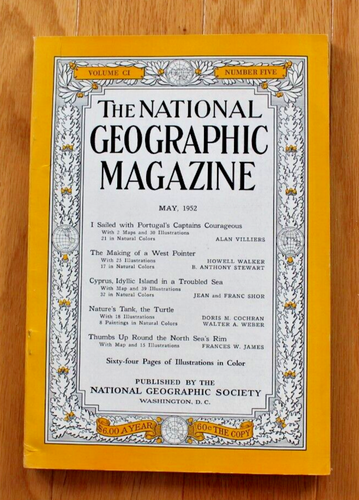 VOLUME CI NUMBER FIVE
THE NATIONAL
GEOGRAPHIC
MAGAZINE
MAY, 1952
I Sailed with Portugal's Captains Courageous
With 2 Maps and 20 Illustrations
21 in Natural Colors ALAN VILLIERS
The Making of a West Pointer
With 23 Illustrations HOWELL WALKER
17 in Natural Colors B. ANTHONY STEWART
Cyprus, Idyllic Island in a Troubled Sea
With Map and 39 Illustrations
32 in Natural Colors JEAN and FRANC SHOR
Nature's Tank, the Turtle
With 18 Illustrations DORIS M. COCHRAN
8 Paintings in Natural Colors WALTER A. WEBER
Thumbs Up Round the North Sea's Rim
With Map and 15 Illustrations FRANCES W. JAMES
Sixty-four Pages of Illustrations in Color
PUBLISHED BY THE
NATIONAL GEOGRAPHIC SOCIETY
WASHINGTON, D. C.
$6.00 A YEAR 60¢ THE COPY